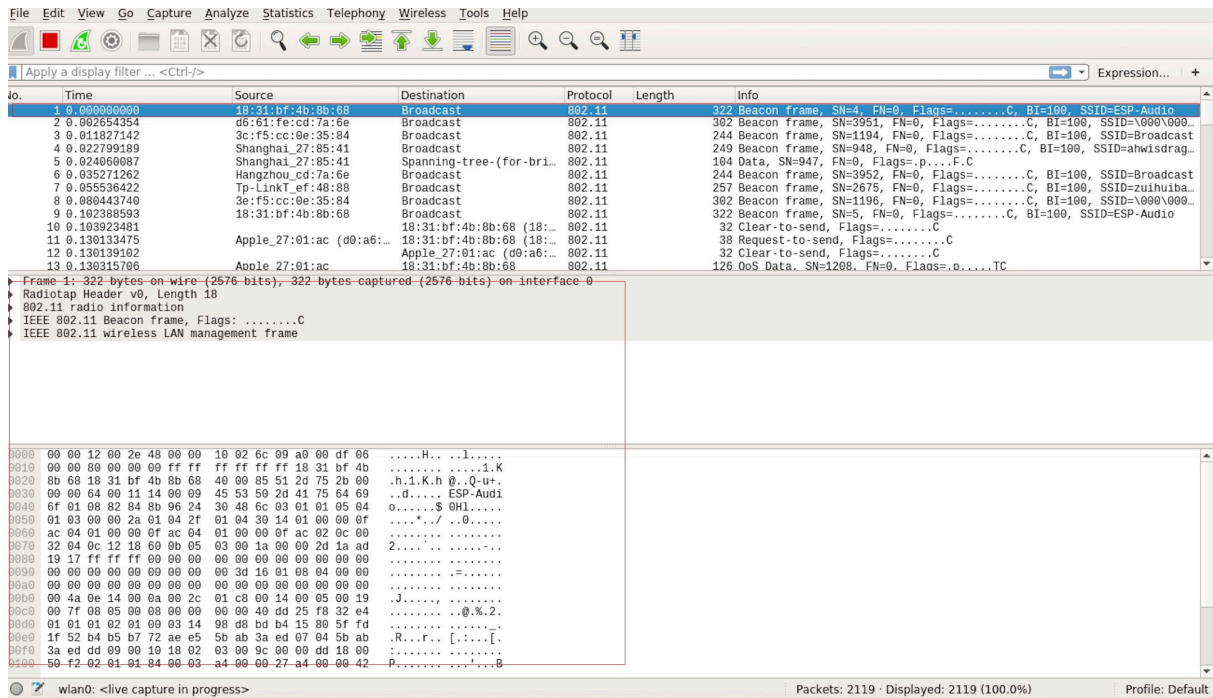 File Edit View Go Capture Analyze Statistics Telephony Wireless Tools Help
Apply a display filter ... <Ctrl-/> Expression... +
No. Time Source Destination Protocol Length Info
1 0.000000000 18:31:bf:4b:8b:68 Broadcast 802.11 322 Beacon frame, SN=4, FN=0, Flags=........C, BI=100, SSID=ESP-Audio
2 0.002654354 d6:61:fe:cd:7a:6e Broadcast 802.11 302 Beacon frame, SN=3951, FN=0, Flags=........C, BI=100, SSID=\000\000…
3 0.011827142 3c:f5:cc:0e:35:84 Broadcast 802.11 244 Beacon frame, SN=1194, FN=0, Flags=........C, BI=100, SSID=Broadcast
4 0.022799189 Shanghai_27:85:41 Broadcast 802.11 249 Beacon frame, SN=948, FN=0, Flags=........C, BI=100, SSID=ahwisdrag…
5 0.024060087 Shanghai_27:85:41 Spanning-tree-(for-bri… 802.11 104 Data, SN=947, FN=0, Flags=.p....F.C
6 0.035271262 Hangzhou_cd:7a:6e Broadcast 802.11 244 Beacon frame, SN=3952, FN=0, Flags=........C, BI=100, SSID=Broadcast
7 0.055536422 Tp-LinkT_ef:48:88 Broadcast 802.11 257 Beacon frame, SN=2675, FN=0, Flags=........C, BI=100, SSID=zuihuiba…
8 0.080443740 3e:f5:cc:0e:35:84 Broadcast 802.11 302 Beacon frame, SN=1196, FN=0, Flags=........C, BI=100, SSID=\000\000…
9 0.102388593 18:31:bf:4b:8b:68 Broadcast 802.11 322 Beacon frame, SN=5, FN=0, Flags=........C, BI=100, SSID=ESP-Audio
10 0.103923481 18:31:bf:4b:8b:68 (18:… 802.11 32 Clear-to-send, Flags=........C
11 0.130133475 Apple_27:01:ac (d0:a6:… 18:31:bf:4b:8b:68 (18:… 802.11 38 Request-to-send, Flags=........C
12 0.130139102 Apple_27:01:ac (d0:a6:… 802.11 32 Clear-to-send, Flags=........C
13 0.130315706 Apple_27:01:ac 18:31:bf:4b:8b:68 802.11 126 QoS Data, SN=1208, FN=0, Flags=.p.....TC
Frame 1: 322 bytes on wire (2576 bits), 322 bytes captured (2576 bits) on interface 0
Radiotap Header v0, Length 18
802.11 radio information
IEEE 802.11 Beacon frame, Flags: ........C
IEEE 802.11 wireless LAN management frame
0000 00 00 12 00 2e 48 00 00 10 02 6c 09 a0 00 df 06 .....H.. ..l.....
0010 00 00 80 00 00 00 ff ff ff ff ff ff 18 31 bf 4b ........ .....1.K
0020 8b 68 18 31 bf 4b 8b 68 40 00 85 51 2d 75 2b 00 .h.1.K.h @..Q-u+.
0030 00 00 64 00 11 14 00 09 45 53 50 2d 41 75 64 69 ..d..... ESP-Audi
0040 6f 01 08 82 84 8b 96 24 30 48 6c 03 01 01 05 04 o......$ 0Hl.....
0050 01 03 00 00 2a 01 04 2f 01 04 30 14 01 00 00 0f ....*../ ..0.....
0060 ac 04 01 00 00 0f ac 04 01 00 00 0f ac 02 0c 00 ........ ........
0070 32 04 0c 12 18 60 0b 05 03 00 1a 00 00 2d 1a ad 2....`.. .....-..
0080 19 17 ff ff ff 00 00 00 00 00 00 00 00 00 00 00 ........ ........
0090 00 00 00 00 00 00 00 00 00 3d 16 01 08 04 00 00 ........ .=......
00a0 00 00 00 00 00 00 00 00 00 00 00 00 00 00 00 00 ........ ........
00b0 00 4a 0e 14 00 0a 00 2c 01 c8 00 14 00 05 00 19 .J....., ........
00c0 00 7f 08 05 00 08 00 00 00 00 40 dd 25 f8 32 e4 ........ ..@.%.2.
00d0 01 01 01 02 01 00 03 14 98 d8 bd b4 15 80 5f fd ........ ......_.
00e0 1f 52 b4 b5 b7 72 ae e5 5b ab 3a ed 07 04 5b ab .R...r.. [.:...[.
00f0 3a ed dd 09 00 10 18 02 03 00 9c 00 00 dd 18 00 :....... ........
0100 50 f2 02 01 01 84 00 03 a4 00 00 27 a4 00 00 42 P....... ...'...B
wlan0: <live capture in progress> Packets: 2119 · Displayed: 2119 (100.0%) Profile: Default